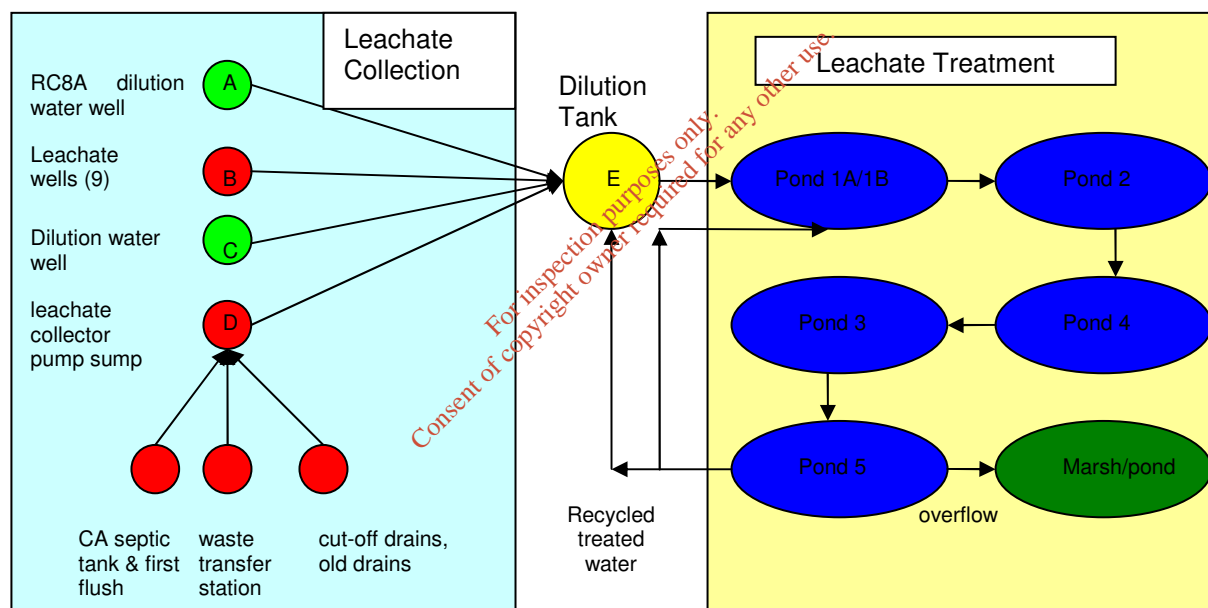 Leachate
Collection
RC8A dilution
water well
A
Leachate
wells (9)
B
Dilution water
well
C
leachate
collector
pump sump
D
CA septic
tank & first
flush
waste
transfer
station
cut-off drains,
old drains
Dilution
Tank
E
Recycled
treated
water
Leachate Treatment
Pond 1A/1B
Pond 2
Pond 3
Pond 4
Pond 5
Marsh/pond
overflow
For inspection purposes only.
Consent of copyright owner required for any other use.